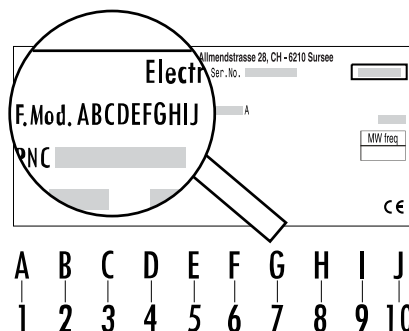 Allmendstrasse 28, CH - 6210 Sursee
Electr
Ser.No.
F.Mod. ABCDEFGHIJ
A
PNC
MW freq
CE
A B C D E F G H I J
1 2 3 4 5 6 7 8 9 10